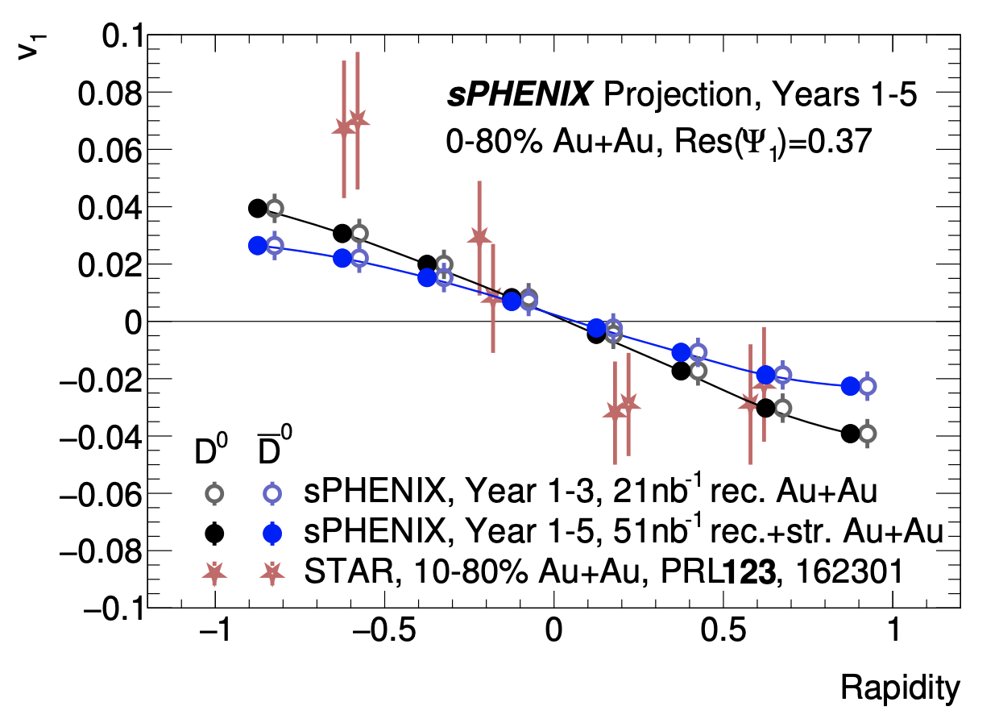 v₁
0.1
0.08
0.06
0.04
0.02
0
−0.02
−0.04
−0.06
−0.08
−0.1
sPHENIX Projection, Years 1-5
0-80% Au+Au, Res(Ψ₁)=0.37
D⁰ D̅⁰
sPHENIX, Year 1-3, 21nb⁻¹ rec. Au+Au
sPHENIX, Year 1-5, 51nb⁻¹ rec.+str. Au+Au
STAR, 10-80% Au+Au, PRL123, 162301
−1 −0.5 0 0.5 1
Rapidity